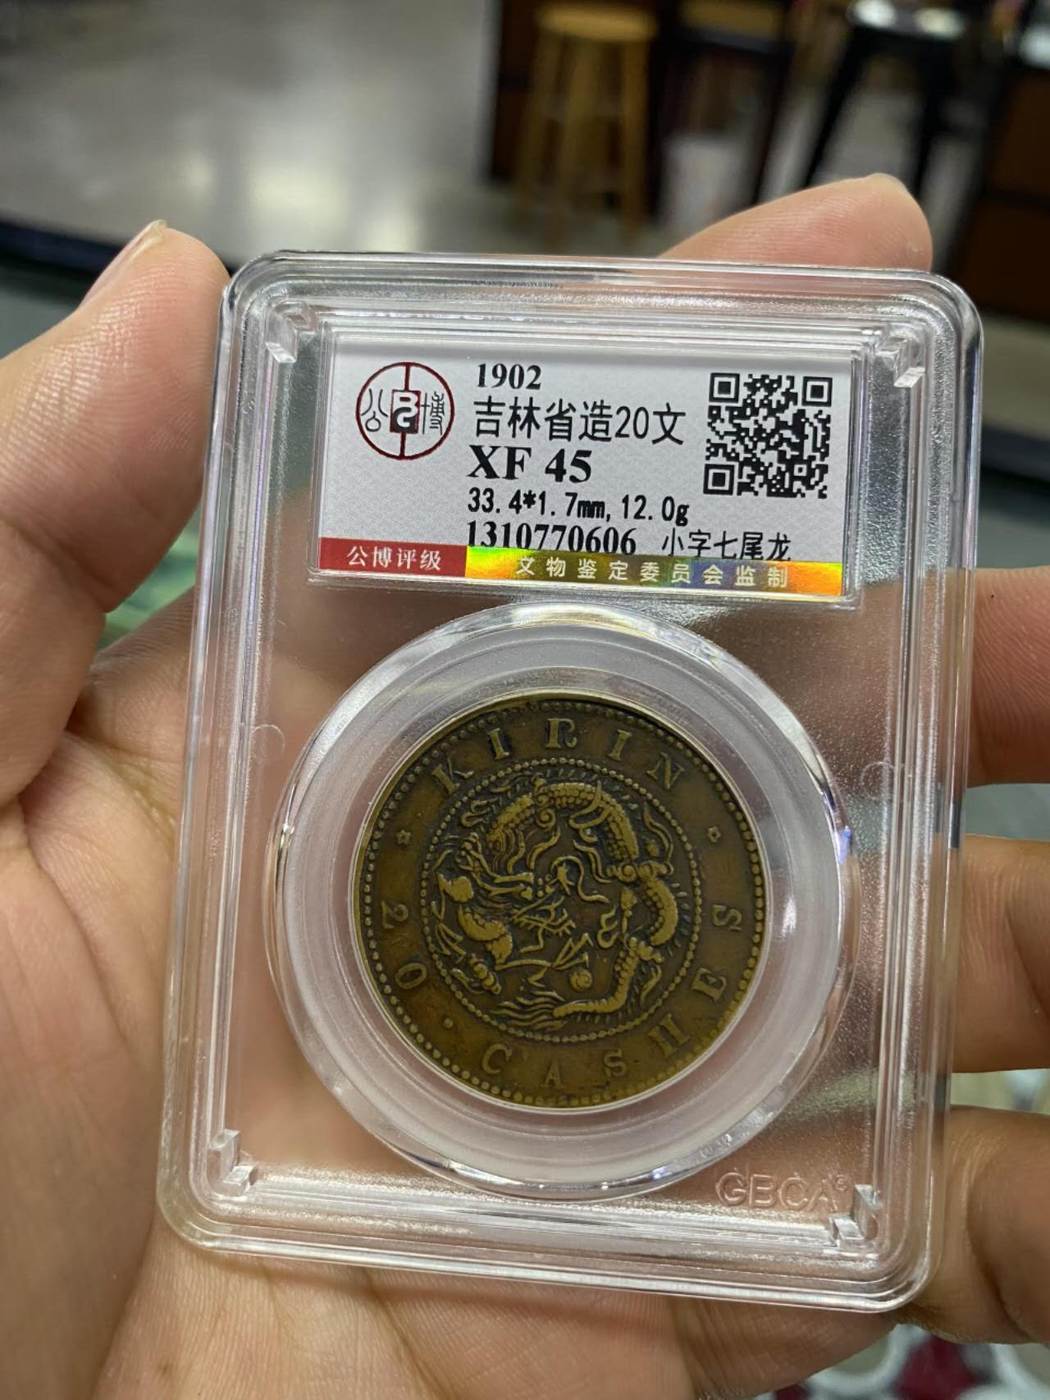 公博
1902
吉林省造20文
XF 45
33.4*1.7mm,12.0g
1310770606 小字七尾龙
公博评级 文物鉴定委员会监制
KIRIN
20 CASHES
GBCA®